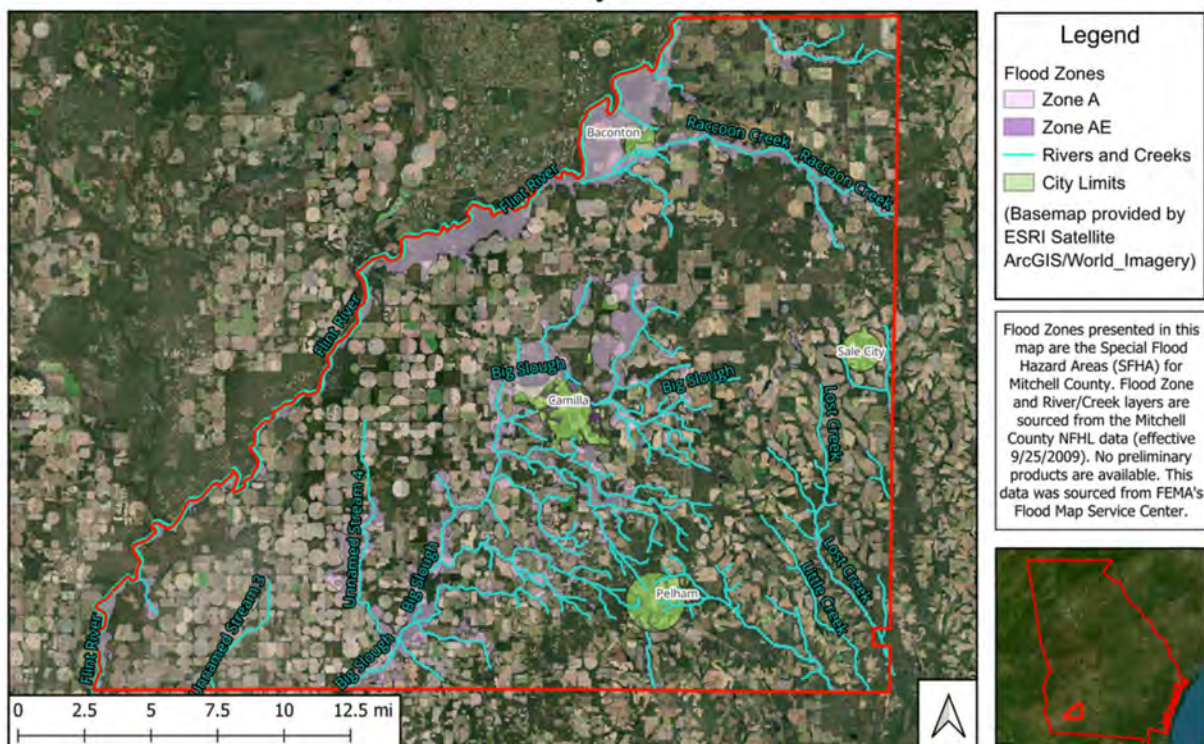 Legend
Flood Zones
Zone A
Zone AE
Rivers and Creeks
City Limits
(Basemap provided by
ESRI Satellite
ArcGIS/World_Imagery)
Flood Zones presented in this
map are the Special Flood
Hazard Areas (SFHA) for
Mitchell County. Flood Zone
and River/Creek layers are
sourced from the Mitchell
County NFHL data (effective
9/25/2009). No preliminary
products are available. This
data was sourced from FEMA's
Flood Map Service Center.
Baconton
Raccoon Creek
Raccoon Creek
Flint River
Flint River
Sale City
Big Slough
Big Slough
Camilla
Lost Creek
Unnamed Stream 4
Big Slough
Lost Creek
Little Creek
Pelham
Unnamed Stream 2
Flint River
Big Slough
0 2.5 5 7.5 10 12.5 mi